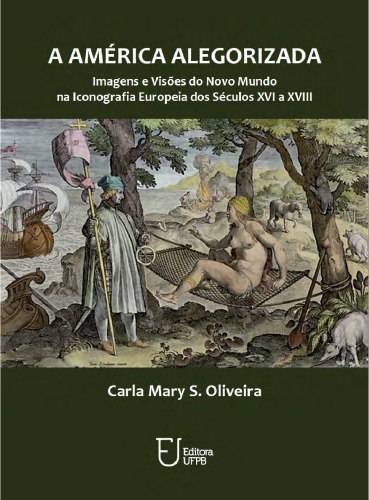 A AMÉRICA ALEGORIZADA
Imagens e Visões do Novo Mundo
na Iconografia Europeia dos Séculos XVI a XVIII
Carla Mary S. Oliveira
Editora
UFPB